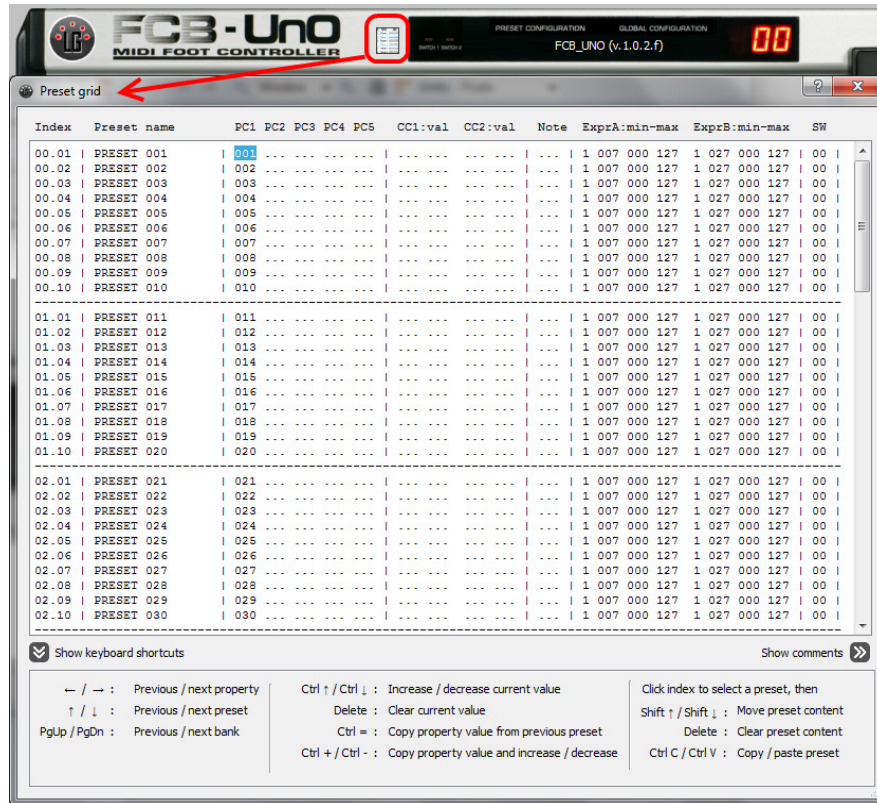 FCB-UnO
MIDI FOOT CONTROLLER
SWITCH 1 SWITCH 2
PRESET CONFIGURATION GLOBAL CONFIGURATION
FCB_UNO (v.1.0.2.f)
00
Preset grid
Index Preset name PC1 PC2 PC3 PC4 PC5 CC1:val CC2:val Note ExprA:min-max ExprB:min-max SW
00.01 | PRESET 001 | 001 ... ... ... ... | ... ... ... ... | ... | 1 007 000 127 1 027 000 127 | 00 |
00.02 | PRESET 002 | 002 ... ... ... ... | ... ... ... ... | ... | 1 007 000 127 1 027 000 127 | 00 |
00.03 | PRESET 003 | 003 ... ... ... ... | ... ... ... ... | ... | 1 007 000 127 1 027 000 127 | 00 |
00.04 | PRESET 004 | 004 ... ... ... ... | ... ... ... ... | ... | 1 007 000 127 1 027 000 127 | 00 |
00.05 | PRESET 005 | 005 ... ... ... ... | ... ... ... ... | ... | 1 007 000 127 1 027 000 127 | 00 |
00.06 | PRESET 006 | 006 ... ... ... ... | ... ... ... ... | ... | 1 007 000 127 1 027 000 127 | 00 |
00.07 | PRESET 007 | 007 ... ... ... ... | ... ... ... ... | ... | 1 007 000 127 1 027 000 127 | 00 |
00.08 | PRESET 008 | 008 ... ... ... ... | ... ... ... ... | ... | 1 007 000 127 1 027 000 127 | 00 |
00.09 | PRESET 009 | 009 ... ... ... ... | ... ... ... ... | ... | 1 007 000 127 1 027 000 127 | 00 |
00.10 | PRESET 010 | 010 ... ... ... ... | ... ... ... ... | ... | 1 007 000 127 1 027 000 127 | 00 |
01.01 | PRESET 011 | 011 ... ... ... ... | ... ... ... ... | ... | 1 007 000 127 1 027 000 127 | 00 |
01.02 | PRESET 012 | 012 ... ... ... ... | ... ... ... ... | ... | 1 007 000 127 1 027 000 127 | 00 |
01.03 | PRESET 013 | 013 ... ... ... ... | ... ... ... ... | ... | 1 007 000 127 1 027 000 127 | 00 |
01.04 | PRESET 014 | 014 ... ... ... ... | ... ... ... ... | ... | 1 007 000 127 1 027 000 127 | 00 |
01.05 | PRESET 015 | 015 ... ... ... ... | ... ... ... ... | ... | 1 007 000 127 1 027 000 127 | 00 |
01.06 | PRESET 016 | 016 ... ... ... ... | ... ... ... ... | ... | 1 007 000 127 1 027 000 127 | 00 |
01.07 | PRESET 017 | 017 ... ... ... ... | ... ... ... ... | ... | 1 007 000 127 1 027 000 127 | 00 |
01.08 | PRESET 018 | 018 ... ... ... ... | ... ... ... ... | ... | 1 007 000 127 1 027 000 127 | 00 |
01.09 | PRESET 019 | 019 ... ... ... ... | ... ... ... ... | ... | 1 007 000 127 1 027 000 127 | 00 |
01.10 | PRESET 020 | 020 ... ... ... ... | ... ... ... ... | ... | 1 007 000 127 1 027 000 127 | 00 |
02.01 | PRESET 021 | 021 ... ... ... ... | ... ... ... ... | ... | 1 007 000 127 1 027 000 127 | 00 |
02.02 | PRESET 022 | 022 ... ... ... ... | ... ... ... ... | ... | 1 007 000 127 1 027 000 127 | 00 |
02.03 | PRESET 023 | 023 ... ... ... ... | ... ... ... ... | ... | 1 007 000 127 1 027 000 127 | 00 |
02.04 | PRESET 024 | 024 ... ... ... ... | ... ... ... ... | ... | 1 007 000 127 1 027 000 127 | 00 |
02.05 | PRESET 025 | 025 ... ... ... ... | ... ... ... ... | ... | 1 007 000 127 1 027 000 127 | 00 |
02.06 | PRESET 026 | 026 ... ... ... ... | ... ... ... ... | ... | 1 007 000 127 1 027 000 127 | 00 |
02.07 | PRESET 027 | 027 ... ... ... ... | ... ... ... ... | ... | 1 007 000 127 1 027 000 127 | 00 |
02.08 | PRESET 028 | 028 ... ... ... ... | ... ... ... ... | ... | 1 007 000 127 1 027 000 127 | 00 |
02.09 | PRESET 029 | 029 ... ... ... ... | ... ... ... ... | ... | 1 007 000 127 1 027 000 127 | 00 |
02.10 | PRESET 030 | 030 ... ... ... ... | ... ... ... ... | ... | 1 007 000 127 1 027 000 127 | 00 |
Show keyboard shortcuts Show comments
← / → : Previous / next property Ctrl ↑ / Ctrl ↓ : Increase / decrease current value Click index to select a preset, then
↑ / ↓ : Previous / next preset Delete : Clear current value Shift ↑ / Shift ↓ : Move preset content
PgUp / PgDn : Previous / next bank Ctrl = : Copy property value from previous preset Delete : Clear preset content
Ctrl + / Ctrl - : Copy property value and increase / decrease Ctrl C / Ctrl V : Copy / paste preset